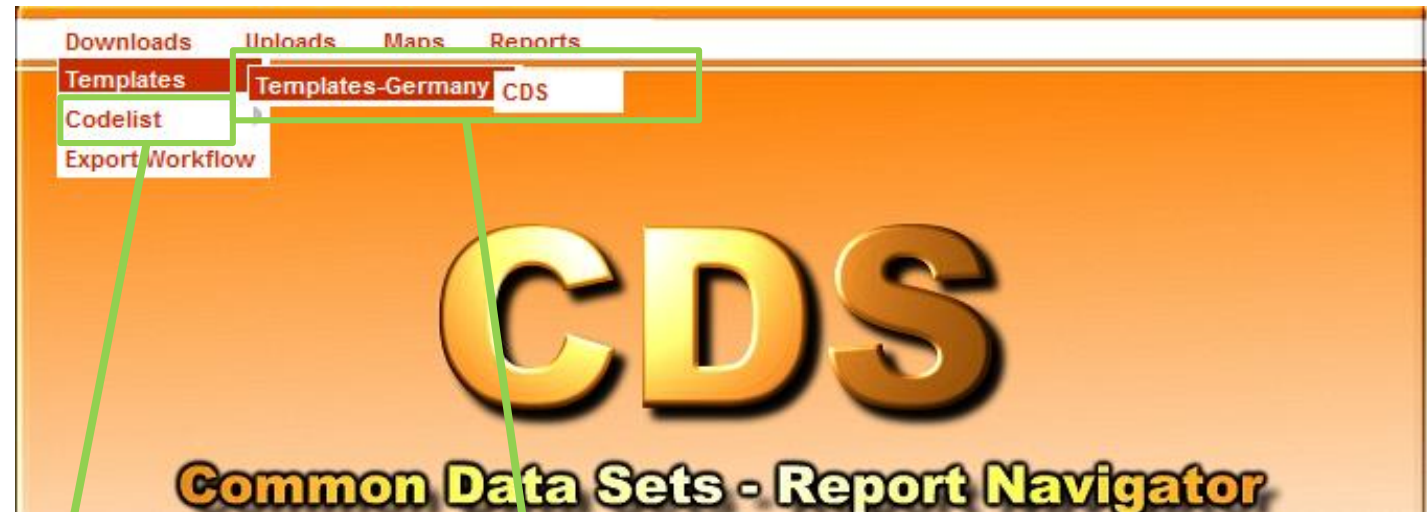 Downloads Uploads Maps Reports
Templates Templates-Germany CDS
Codelist
Export Workflow
CDS
Common Data Sets - Report Navigator